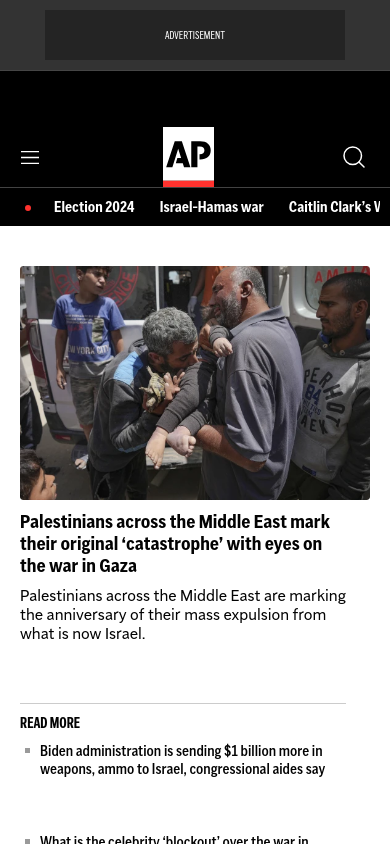 ADVERTISEMENT
AP
Election 2024 Israel-Hamas war Caitlin Clark's
NEW YORK CITY
Palestinians across the Middle East mark
their original ‘catastrophe’ with eyes on
the war in Gaza
Palestinians across the Middle East are marking
the anniversary of their mass expulsion from
what is now Israel.
READ MORE
Biden administration is sending $1 billion more in
weapons, ammo to Israel, congressional aides say
What is the celebrity ‘blockout’ over the war in